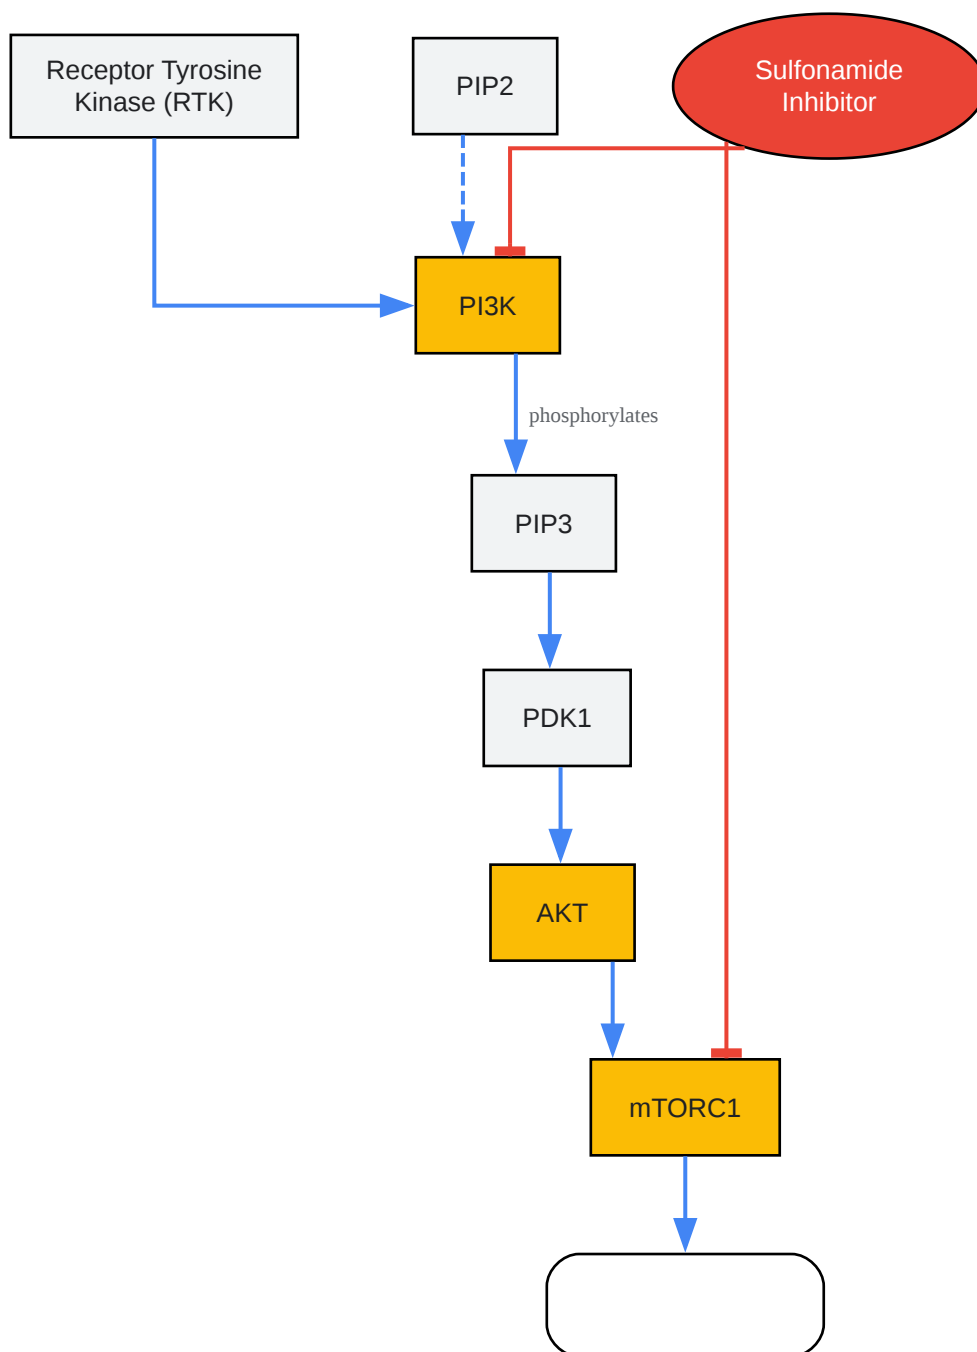 Receptor Tyrosine
Kinase (RTK)
PIP2
Sulfonamide
Inhibitor
PI3K
phosphorylates
PIP3
PDK1
AKT
mTORC1